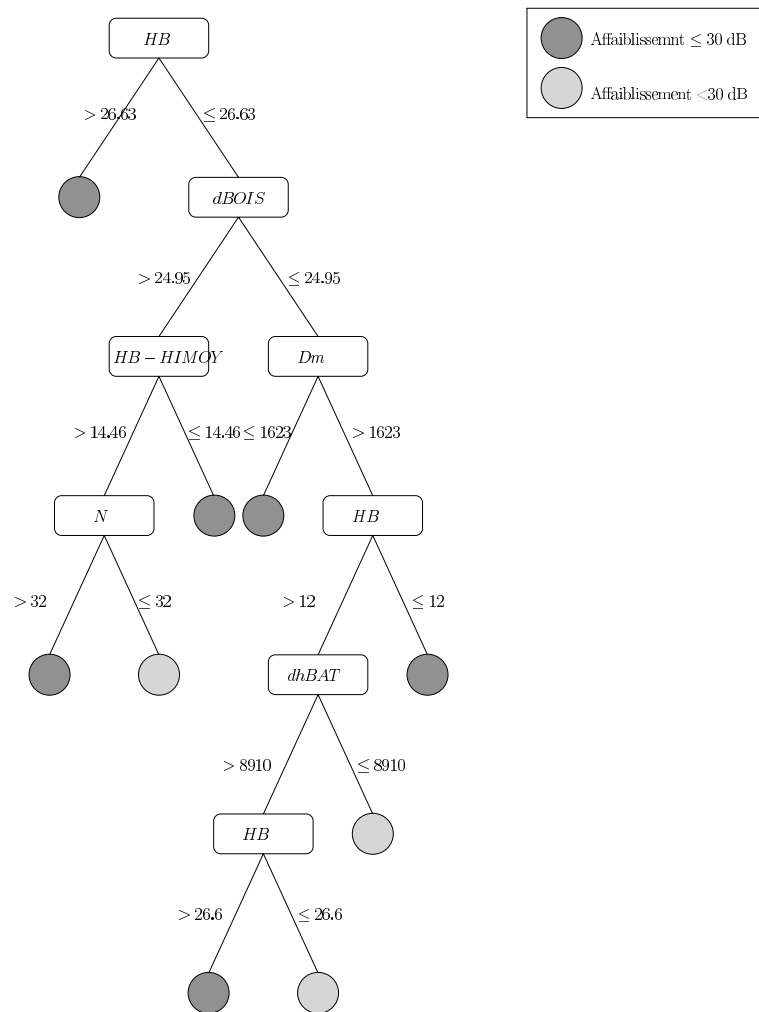 HB
Affaiblissemnt ≤ 30 dB
Affaiblissement <30 dB
> 26.63
≤ 26.63
dBOIS
> 24.95
≤ 24.95
HB − HIMOY
Dm
> 14.46
≤ 14.46
≤ 1623
> 1623
N
HB
> 32
≤ 32
> 12
≤ 12
dhBAT
> 8910
≤ 8910
HB
> 26.6
≤ 26.6